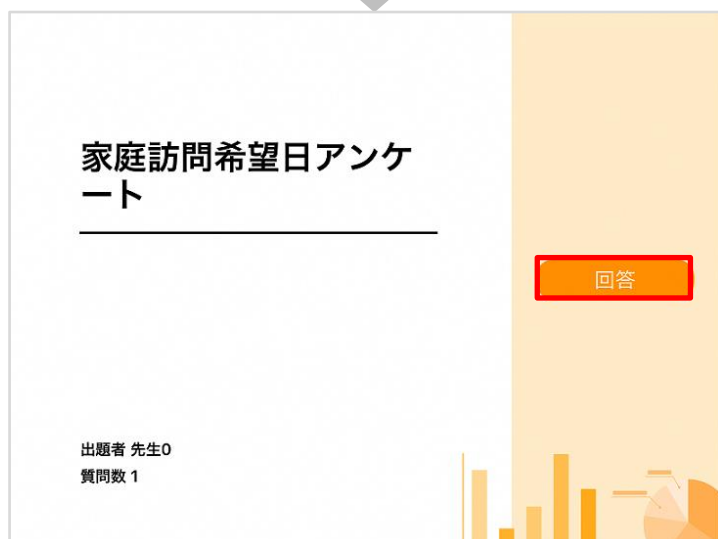 家庭訪問希望日アンケ
ート
回答
出題者 先生0
質問数 1